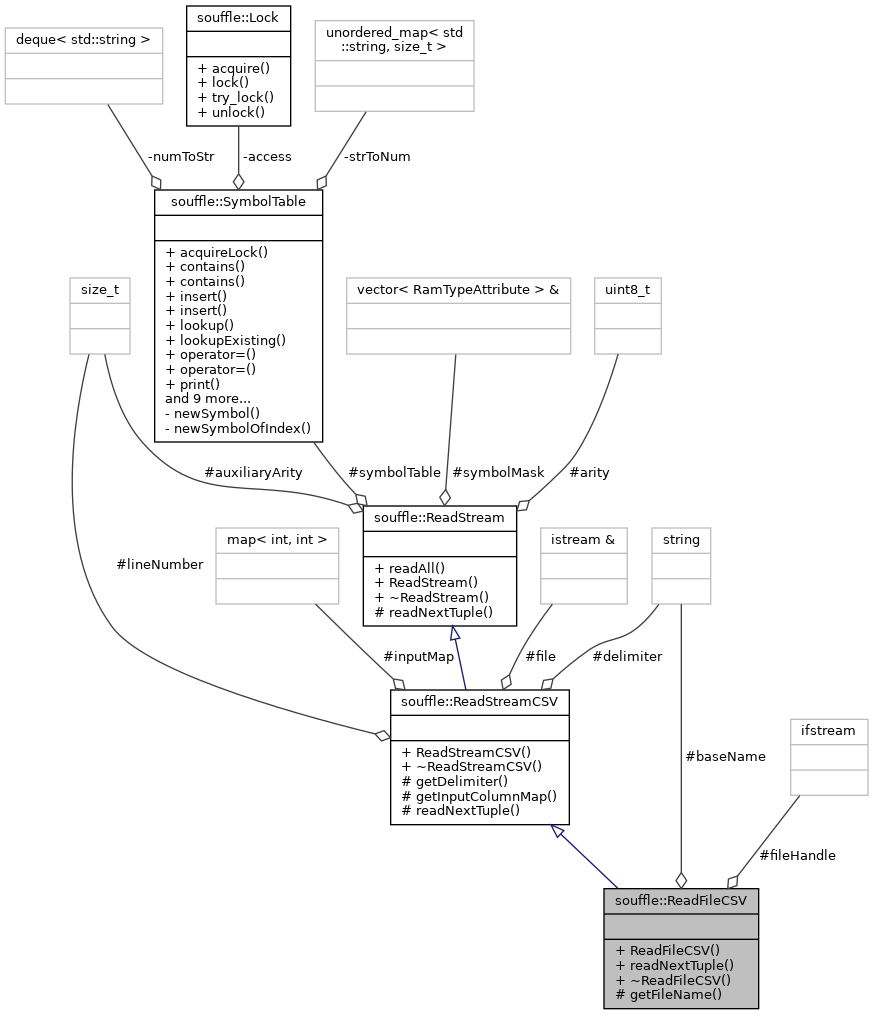 souffle::Lock
+ acquire()
+ lock()
+ try_lock()
+ unlock()
deque< std::string >
unordered_map< std
::string, size_t >
-numToStr
-access
-strToNum
souffle::SymbolTable
+ acquireLock()
+ contains()
+ contains()
+ insert()
+ insert()
+ lookup()
+ lookupExisting()
+ operator=()
+ operator=()
+ print()
and 9 more...
- newSymbol()
- newSymbolOfIndex()
size_t
vector< RamTypeAttribute > &
uint8_t
#auxiliaryArity
#symbolTable
#symbolMask
#arity
souffle::ReadStream
+ readAll()
+ ReadStream()
+ ~ReadStream()
# readNextTuple()
map< int, int >
istream &
string
#lineNumber
#inputMap
#file
#delimiter
souffle::ReadStreamCSV
+ ReadStreamCSV()
+ ~ReadStreamCSV()
# getDelimiter()
# getInputColumnMap()
# readNextTuple()
ifstream
#baseName
#fileHandle
souffle::ReadFileCSV
+ ReadFileCSV()
+ readNextTuple()
+ ~ReadFileCSV()
# getFileName()